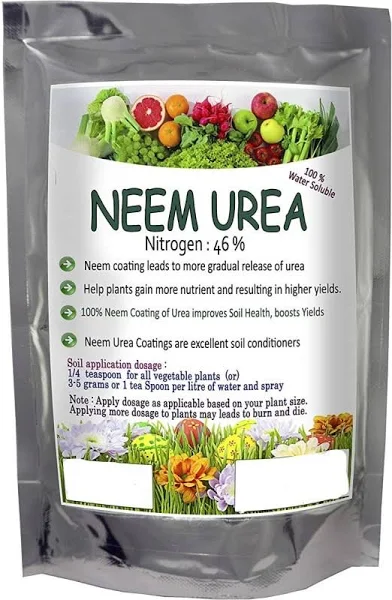 100 %
Water Soluble
NEEM UREA
Nitrogen : 46 %
Neem coating leads to more gradual release of urea
Help plants gain more nutrient and resulting in higher yields.
100% Neem Coating of Urea improves Soil Health, boosts Yields
Neem Urea Coatings are excellent soil conditioners
Soil application dosage :
1/4 teaspoon for all vegetable plants (or)
3-5 grams or 1 tea Spoon per litre of water and spray
Note : Apply dosage as applicable based on your plant size.
Applying more dosage to plants may leads to burn and die.